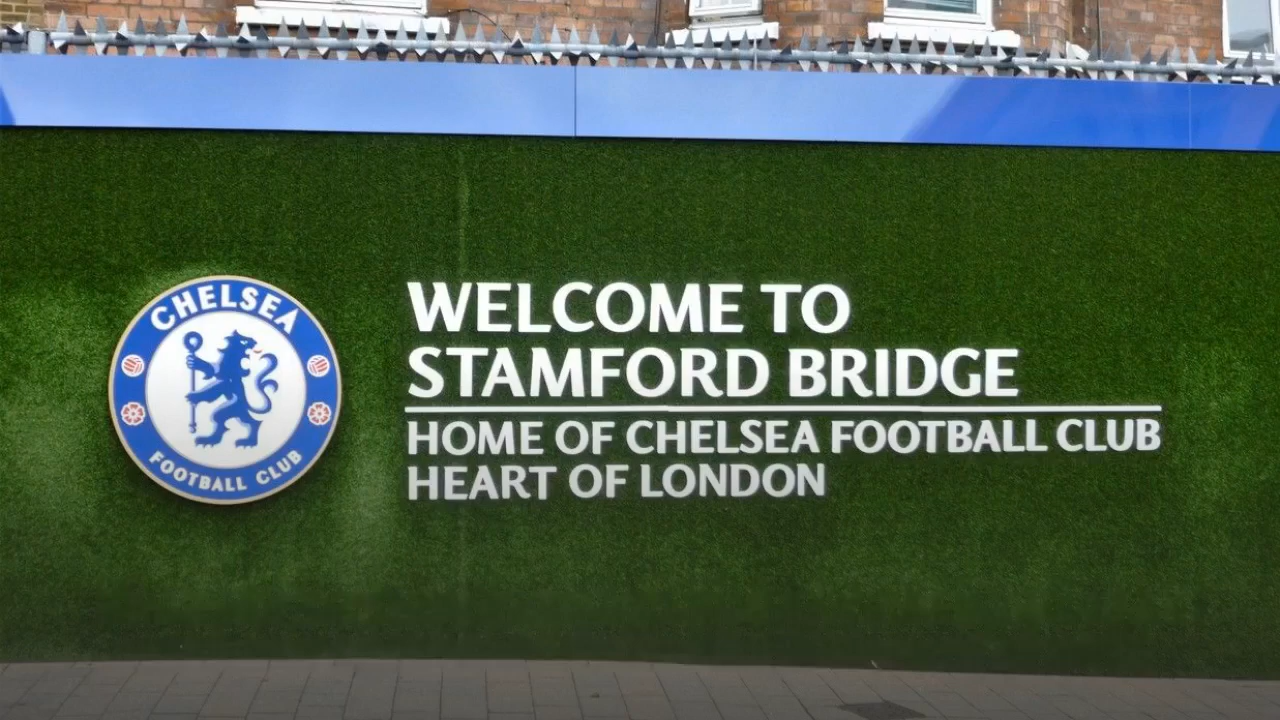 CHELSEA
FOOTBALL CLUB
WELCOME TO
STAMFORD BRIDGE
HOME OF CHELSEA FOOTBALL CLUB
HEART OF LONDON